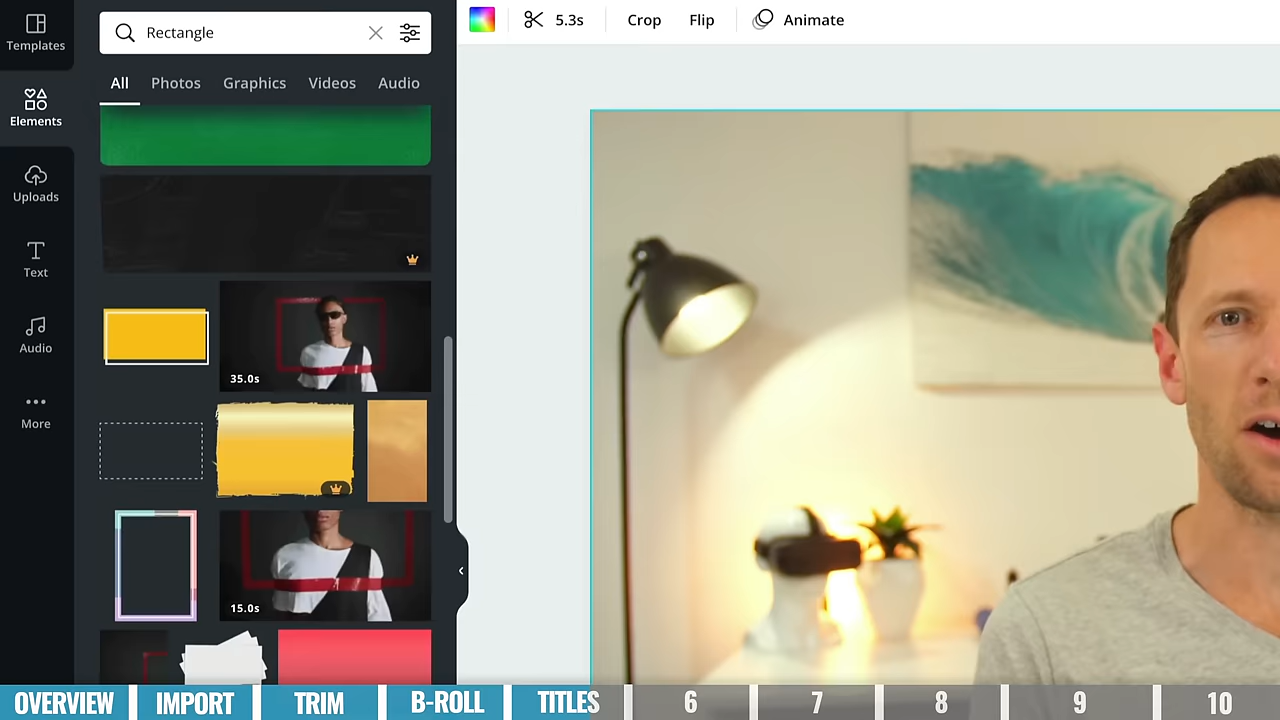 Templates
Elements
Uploads
Text
Audio
More
Rectangle
All Photos Graphics Videos Audio
35.0s
15.0s
5.3s Crop Flip Animate
OVERVIEW IMPORT TRIM B-ROLL TITLES 6 7 8 9 10